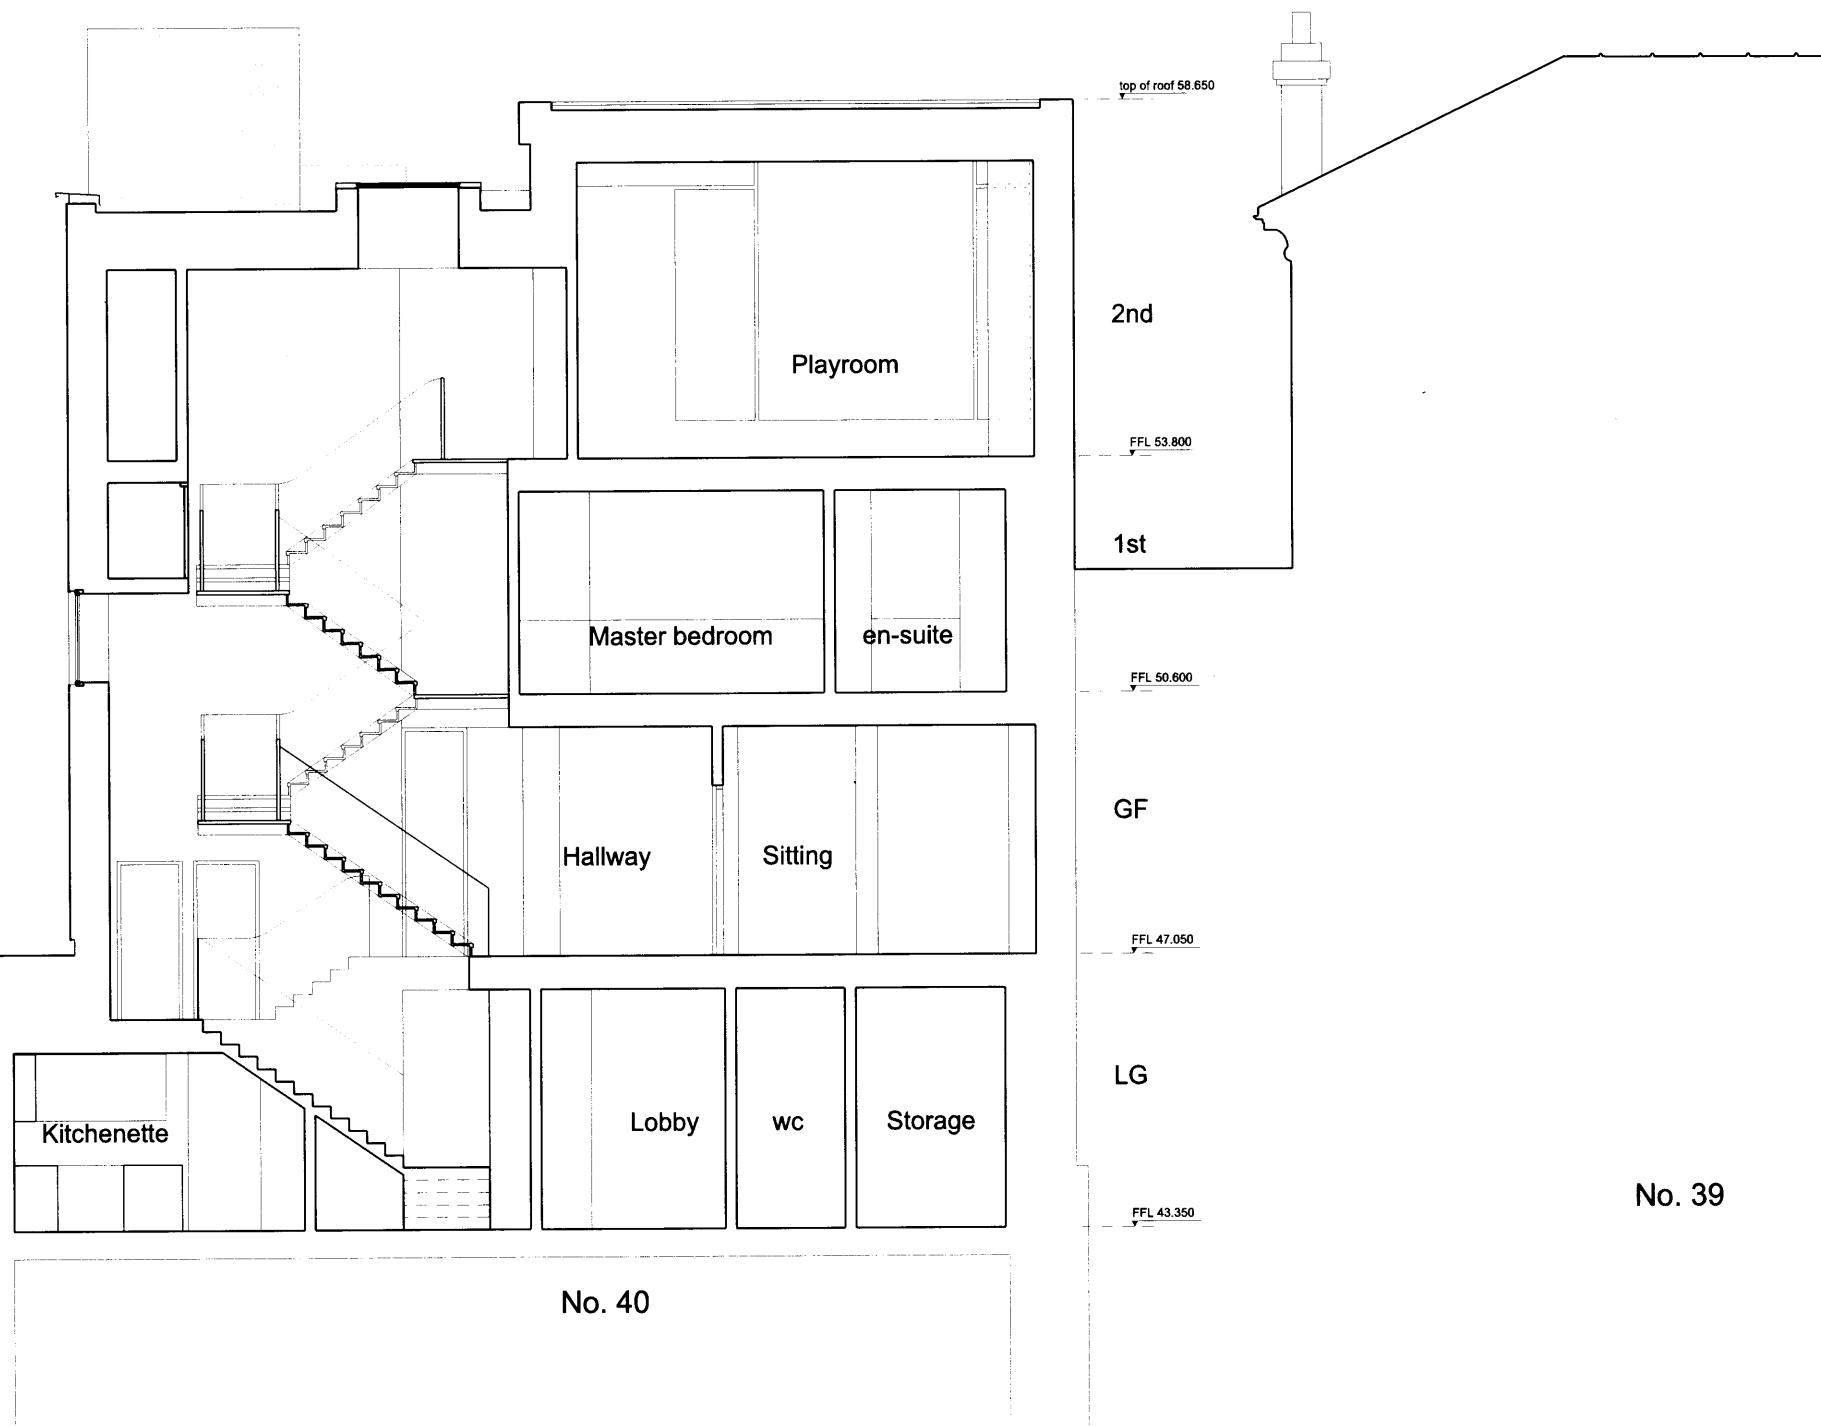 top of roof 58.650
2nd
Playroom
FFL 53.800
1st
Master bedroom
en-suite
FFL 50.600
GF
Hallway
Sitting
FFL 47.050
LG
Kitchenette
Lobby
wc
Storage
No. 39
FFL 43.350
No. 40